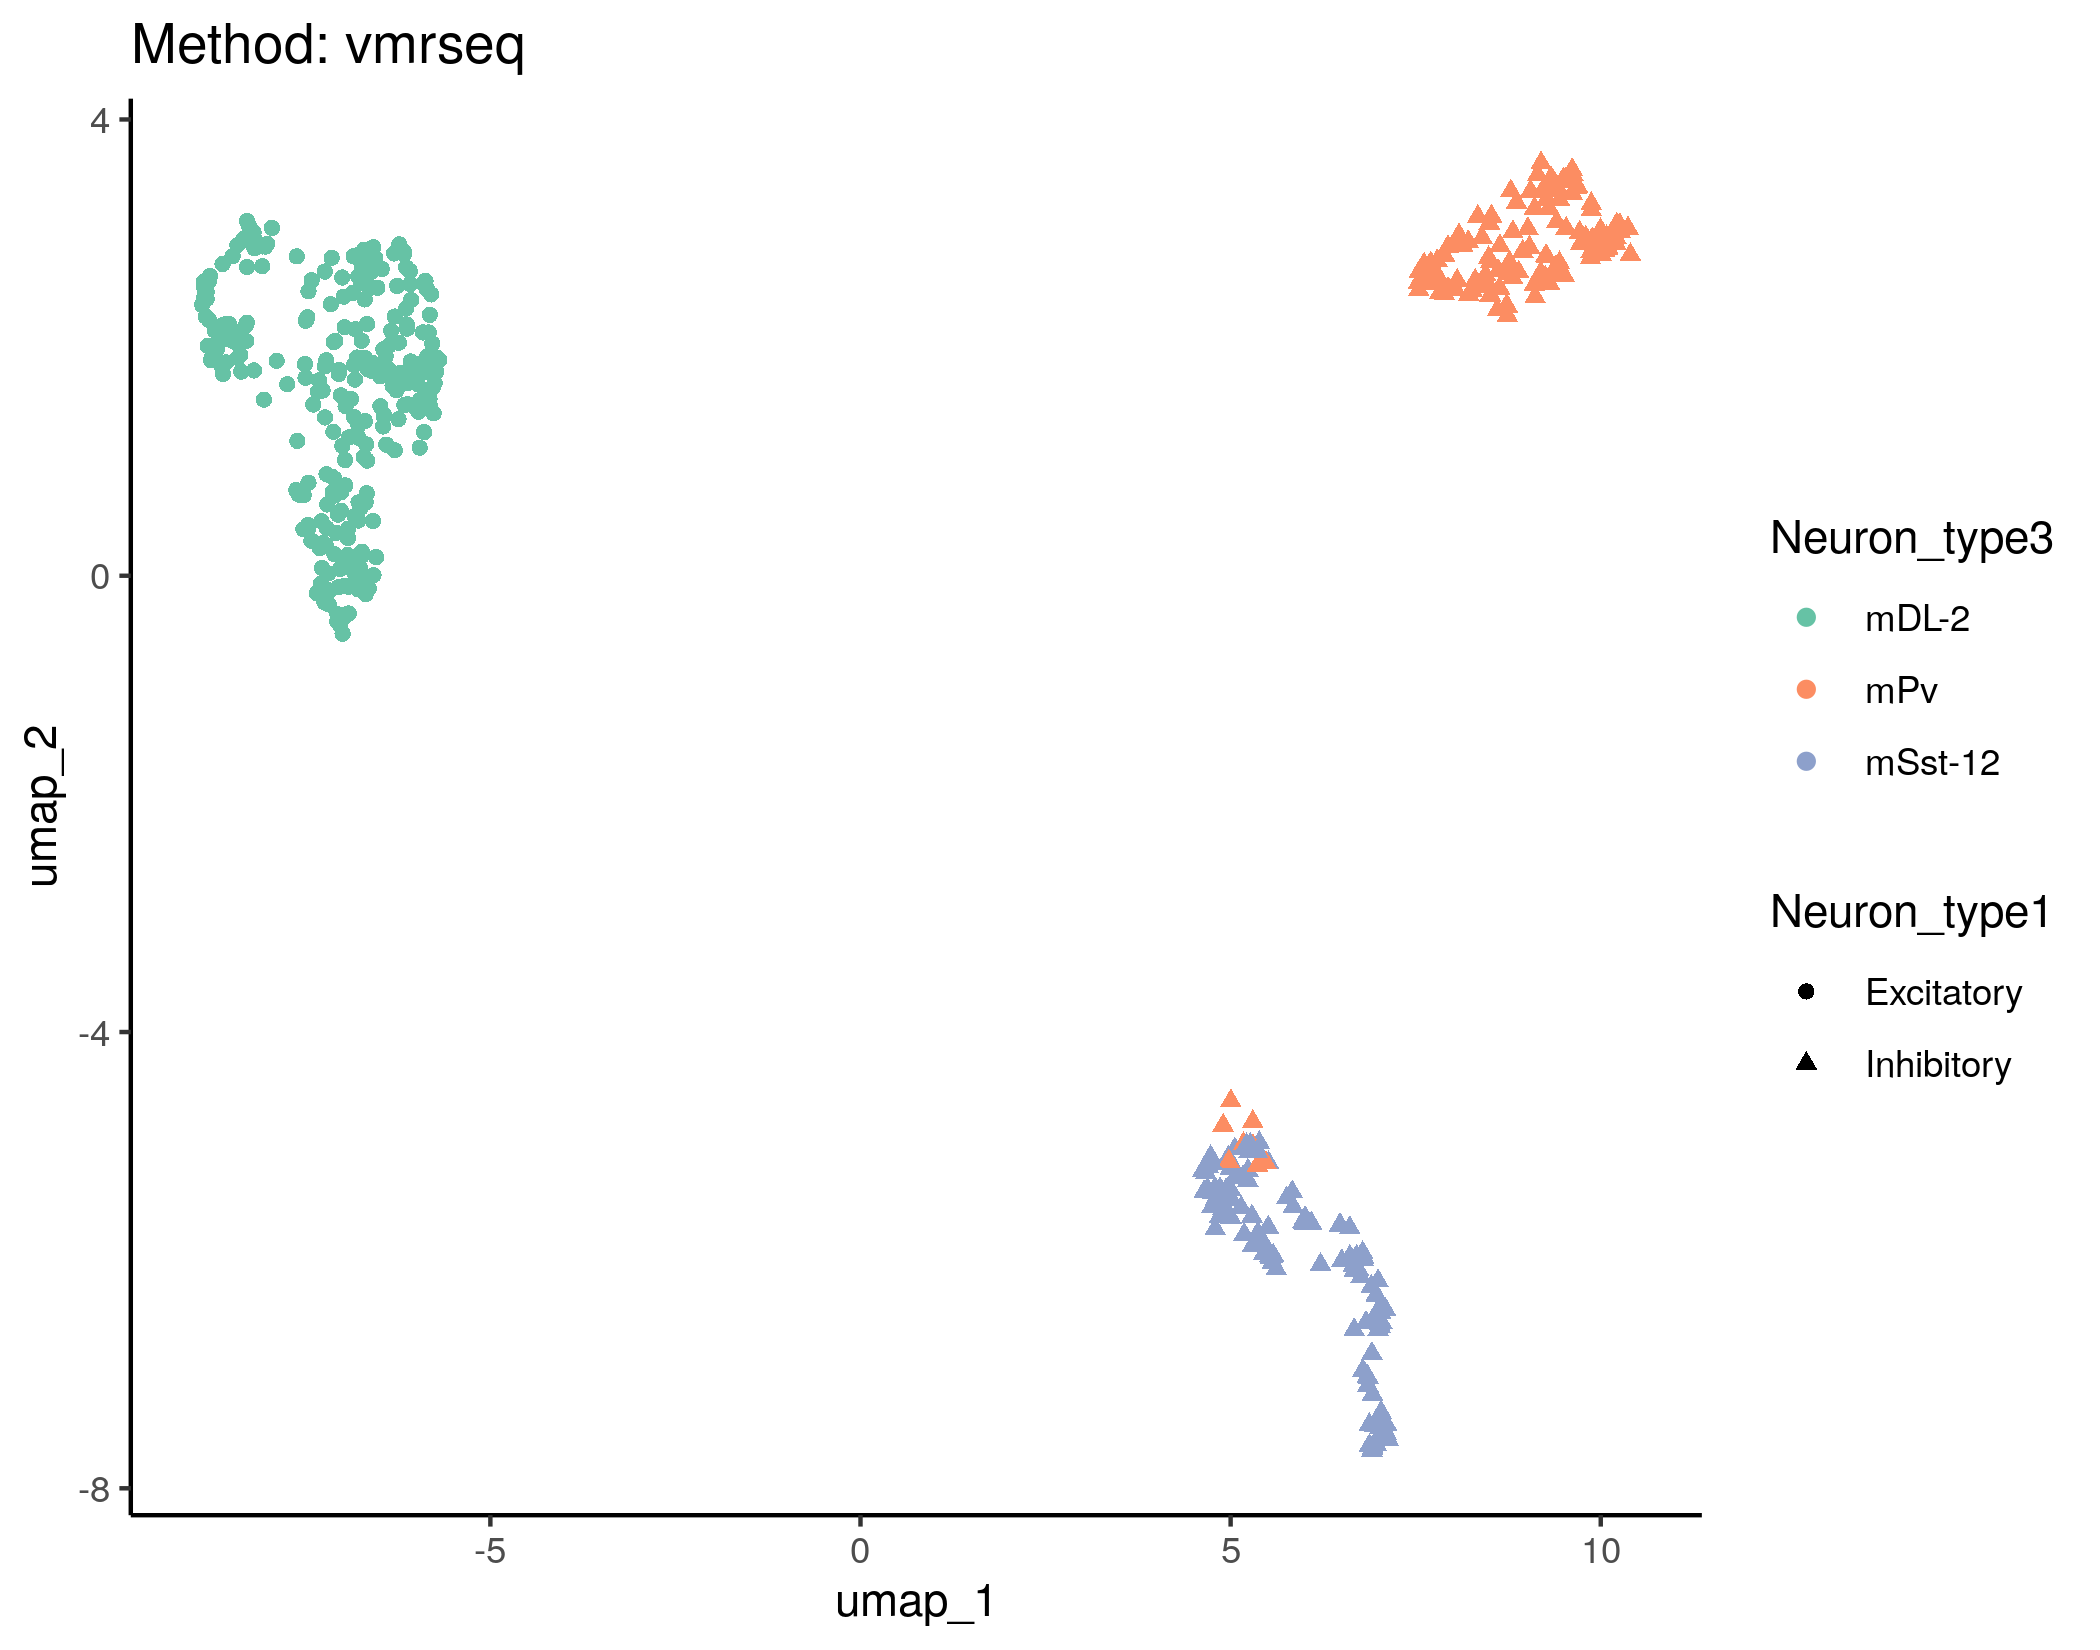 Method: vmrseq
4
0
-4
-8
umap_2
-5
0
5
10
umap_1
Neuron_type3
mDL-2
mPv
mSst-12
Neuron_type1
Excitatory
Inhibitory